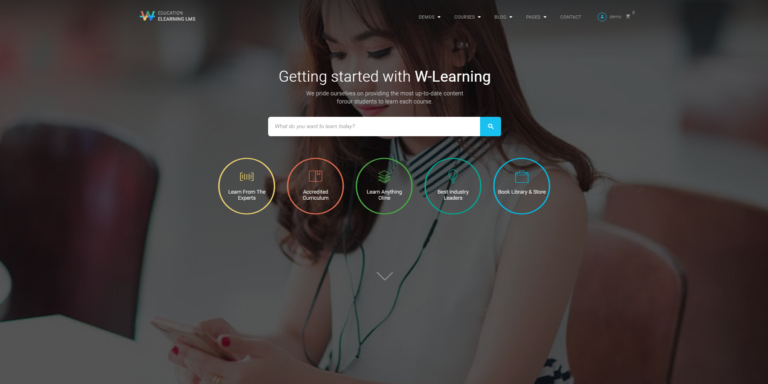 EDUCATION
ELEARNING LMS
DEMOS
COURSES
BLOG
PAGES
CONTACT
demo
0
Getting started with W-Learning
We pride ourselves on providing the most up-to-date content
forour students to learn each course.
What do you want to learn today?
Learn From The
Experts
Accredited
Curriculum
Learn Anything
Oline
Best Industry
Leaders
Book Library & Store